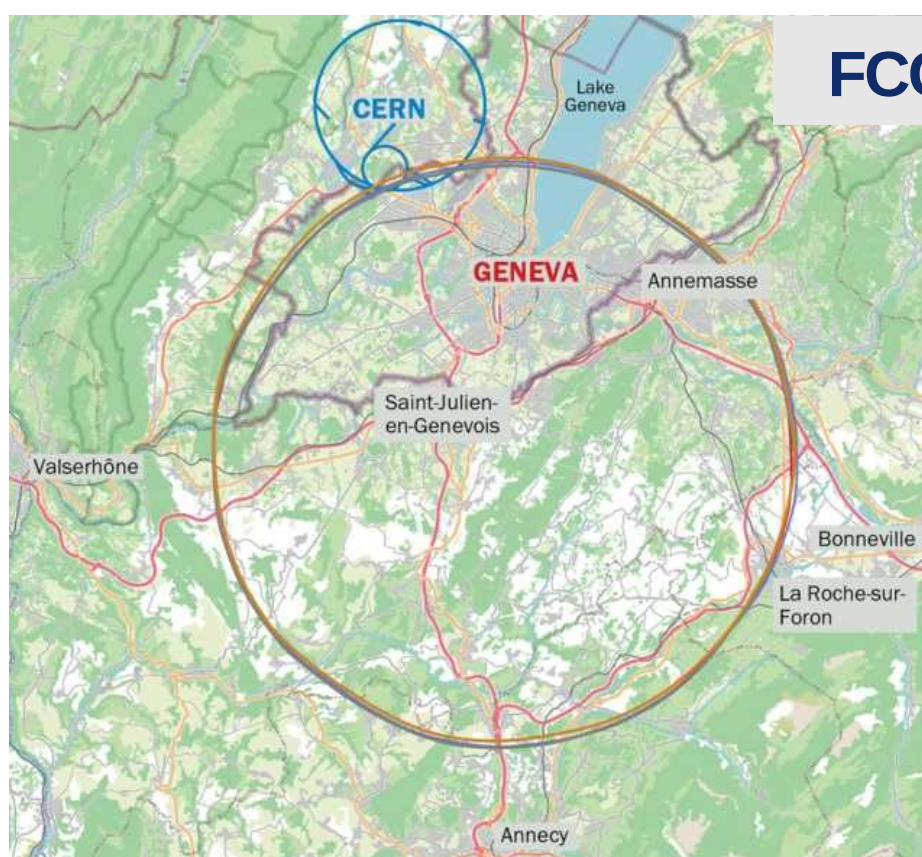 FCC
Lake
Geneva
CERN
GENEVA
Annemasse
Saint-Julien-
en-Genevois
Valserhône
Bonneville
La Roche-sur-
Foron
Annecy